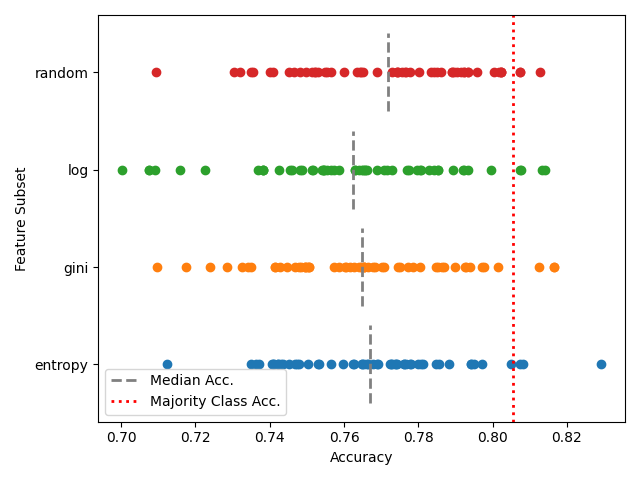 random
log
gini
entropy
Feature Subset
Median Acc.
Majority Class Acc.
0.70 0.72 0.74 0.76 0.78 0.80 0.82
Accuracy